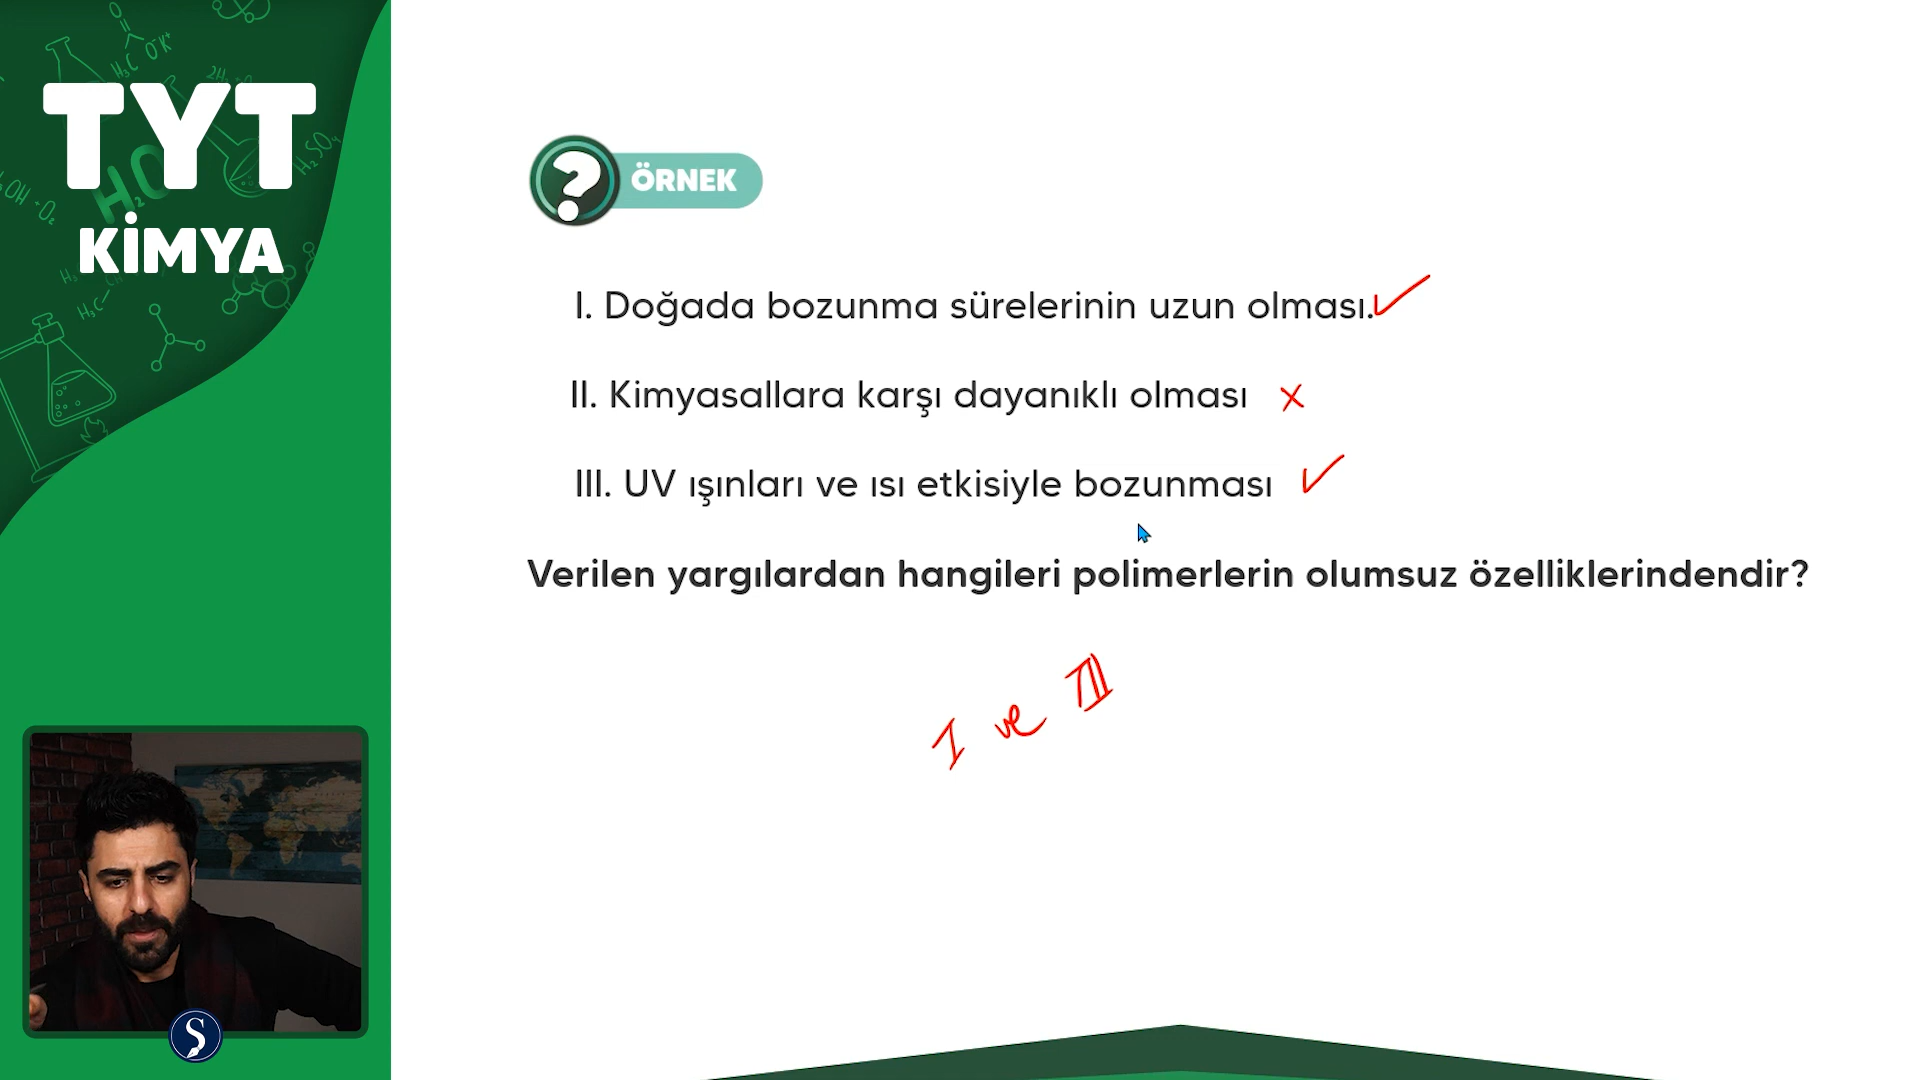 TYT
KİMYA
ÖRNEK
I. Doğada bozunma sürelerinin uzun olması.
II. Kimyasallara karşı dayanıklı olması
III. UV ışınları ve ısı etkisiyle bozunması
Verilen yargılardan hangileri polimerlerin olumsuz özelliklerindendir?
I ve III